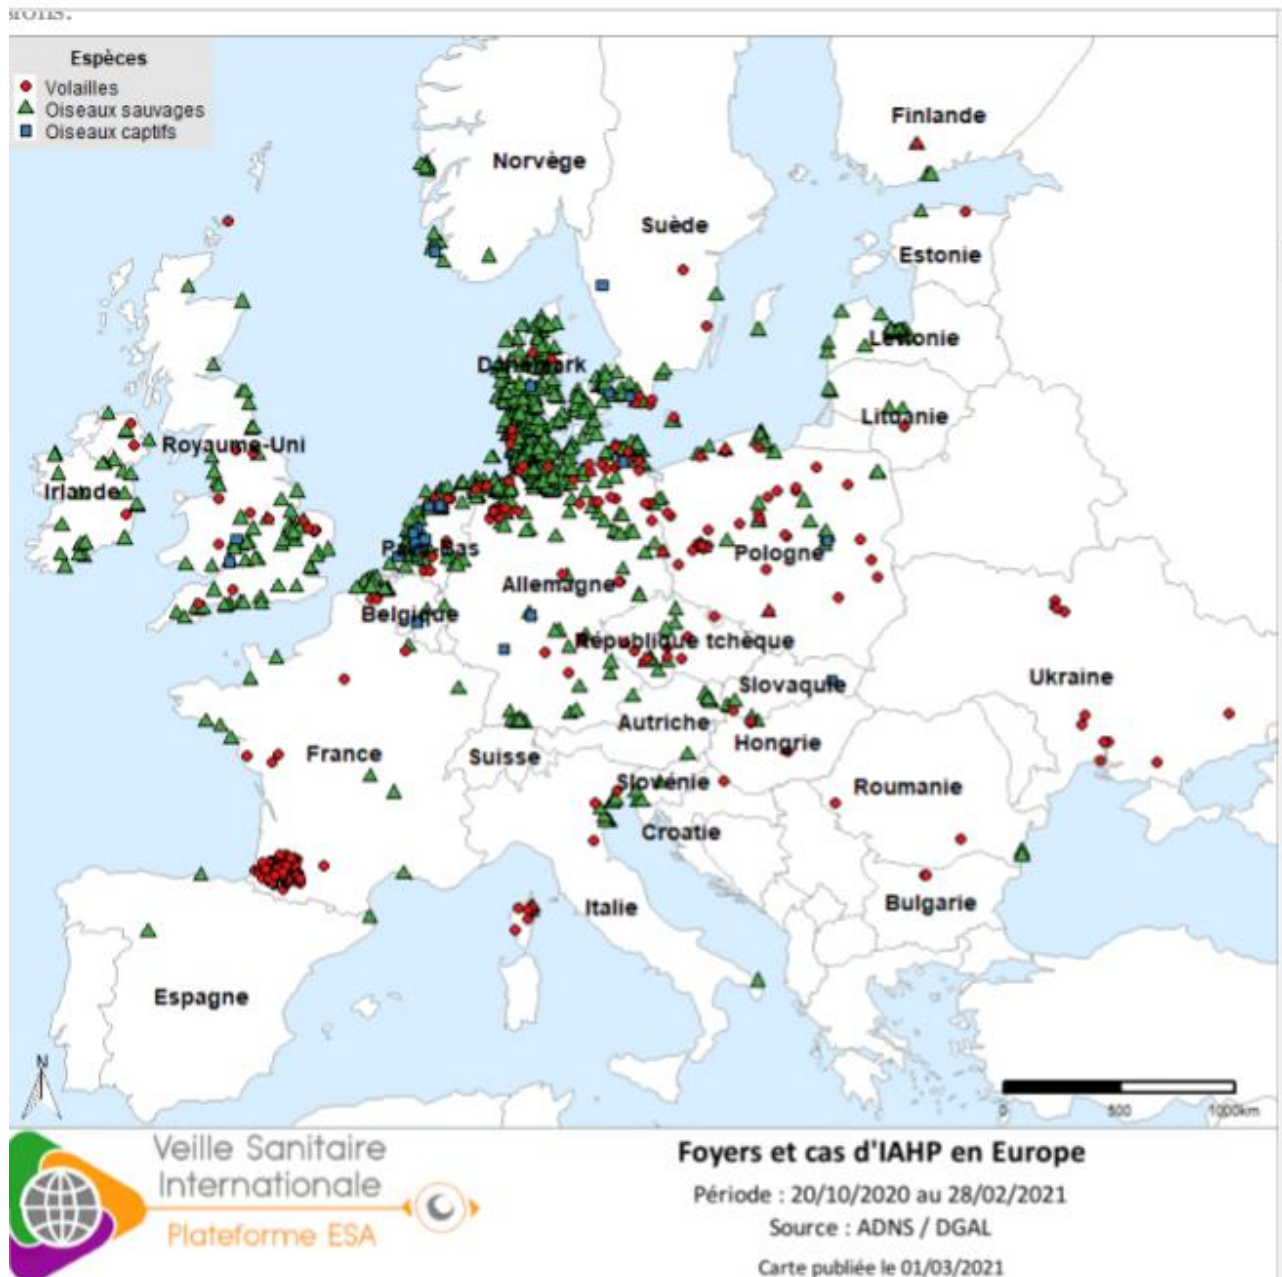 sions.
Espèces
Volailles
Oiseaux sauvages
Oiseaux captifs
Finlande
Norvège
Suède
Estonie
Lettonie
Danemark
Lituanie
Royaume-Uni
Irlande
Pays-Bas
Pologne
Allemagne
Belgique
République tchèque
Ukraine
Slovaquie
Autriche
Hongrie
France
Suisse
Slovénie
Roumanie
Croatie
Bulgarie
Italie
Espagne
N
0 500 1000km
Veille Sanitaire
Internationale
Plateforme ESA
Foyers et cas d'IAHP en Europe
Période : 20/10/2020 au 28/02/2021
Source : ADNS / DGAL
Carte publiée le 01/03/2021